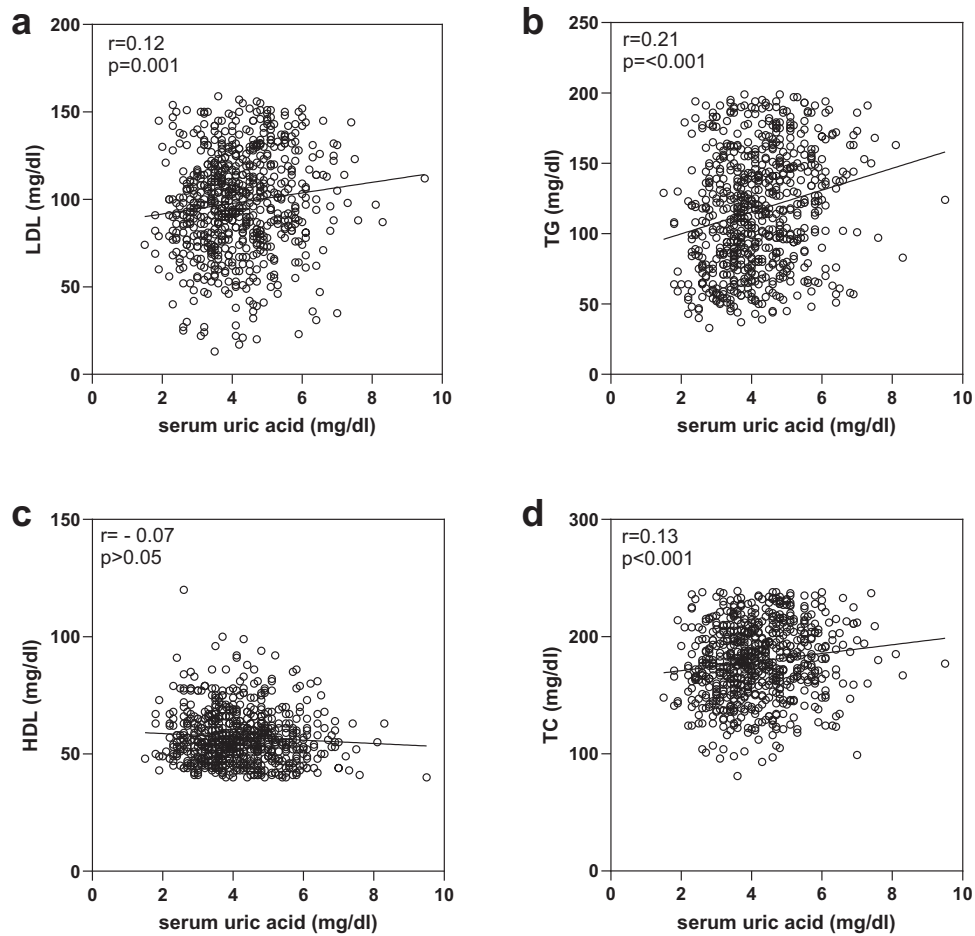 a
r=0.12
p=0.001
LDL (mg/dl)
200
150
100
50
0
0 2 4 6 8 10
serum uric acid (mg/dl)
b
r=0.21
p=<0.001
TG (mg/dl)
250
200
150
100
50
0
0 2 4 6 8 10
serum uric acid (mg/dl)
c
r= - 0.07
p>0.05
HDL (mg/dl)
150
100
50
0
0 2 4 6 8 10
serum uric acid (mg/dl)
d
r=0.13
p<0.001
TC (mg/dl)
300
200
100
0
0 2 4 6 8 10
serum uric acid (mg/dl)